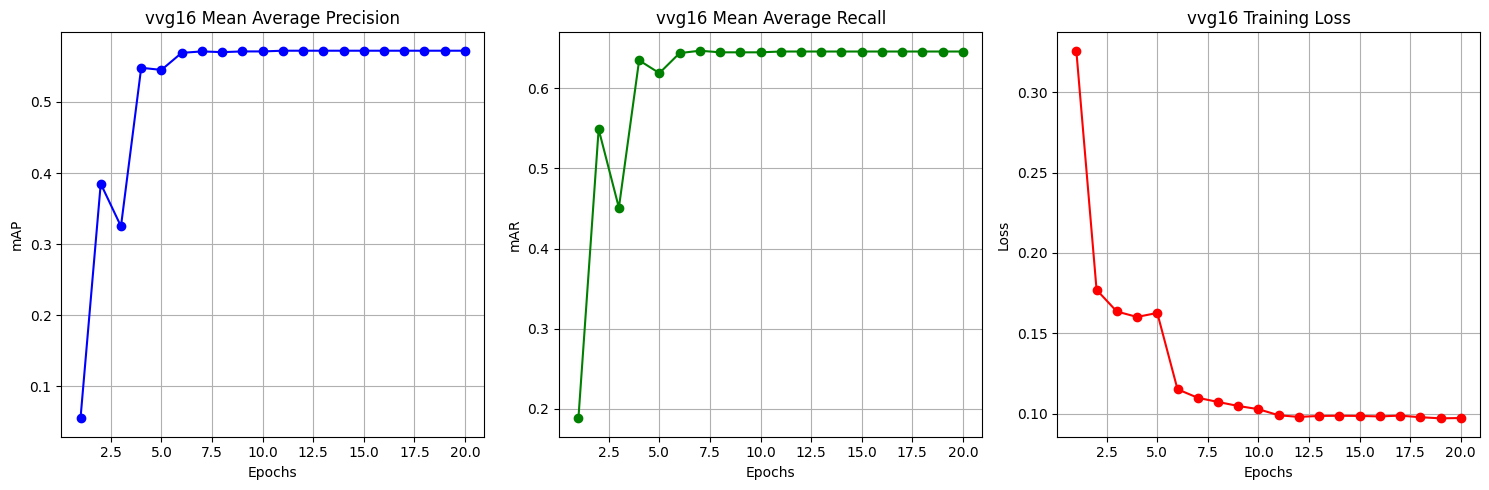 vvg16 Mean Average Precision
mAP
0.5
0.4
0.3
0.2
0.1
2.5 5.0 7.5 10.0 12.5 15.0 17.5 20.0
Epochs
vvg16 Mean Average Recall
mAR
0.6
0.5
0.4
0.3
0.2
2.5 5.0 7.5 10.0 12.5 15.0 17.5 20.0
Epochs
vvg16 Training Loss
Loss
0.30
0.25
0.20
0.15
0.10
2.5 5.0 7.5 10.0 12.5 15.0 17.5 20.0
Epochs